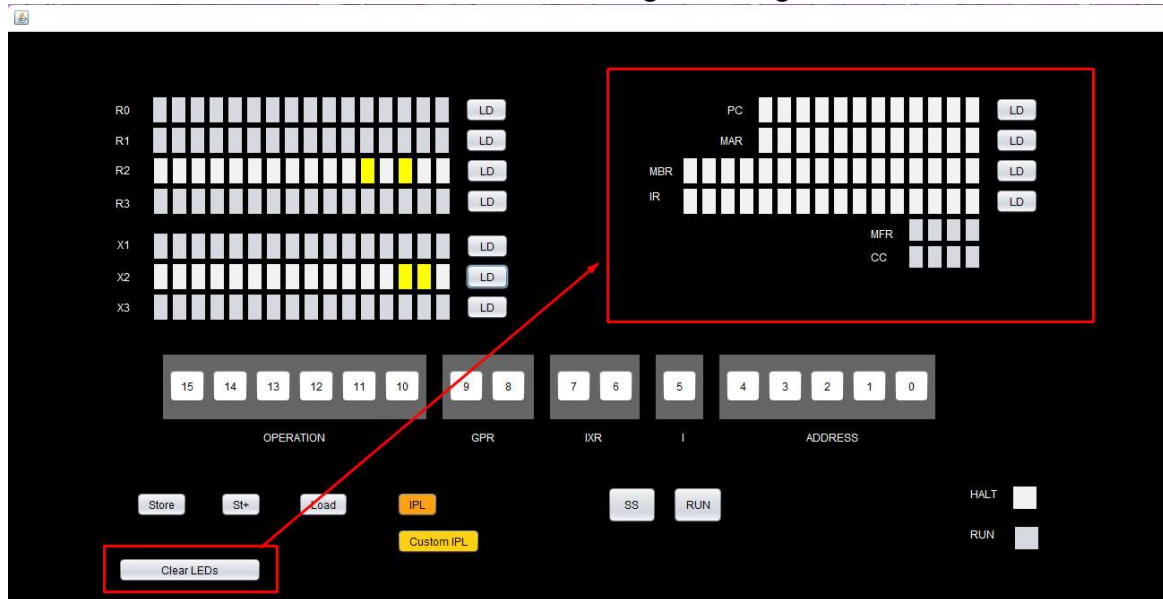 R0 LD PC LD
R1 LD MAR LD
R2 LD MBR LD
R3 LD IR LD
MFR
X1 LD CC
X2 LD
X3 LD
15 14 13 12 11 10 9 8 7 6 5 4 3 2 1 0
OPERATION GPR IXR I ADDRESS
Store St+ Load IPL SS RUN HALT
Custom IPL RUN
Clear LEDs